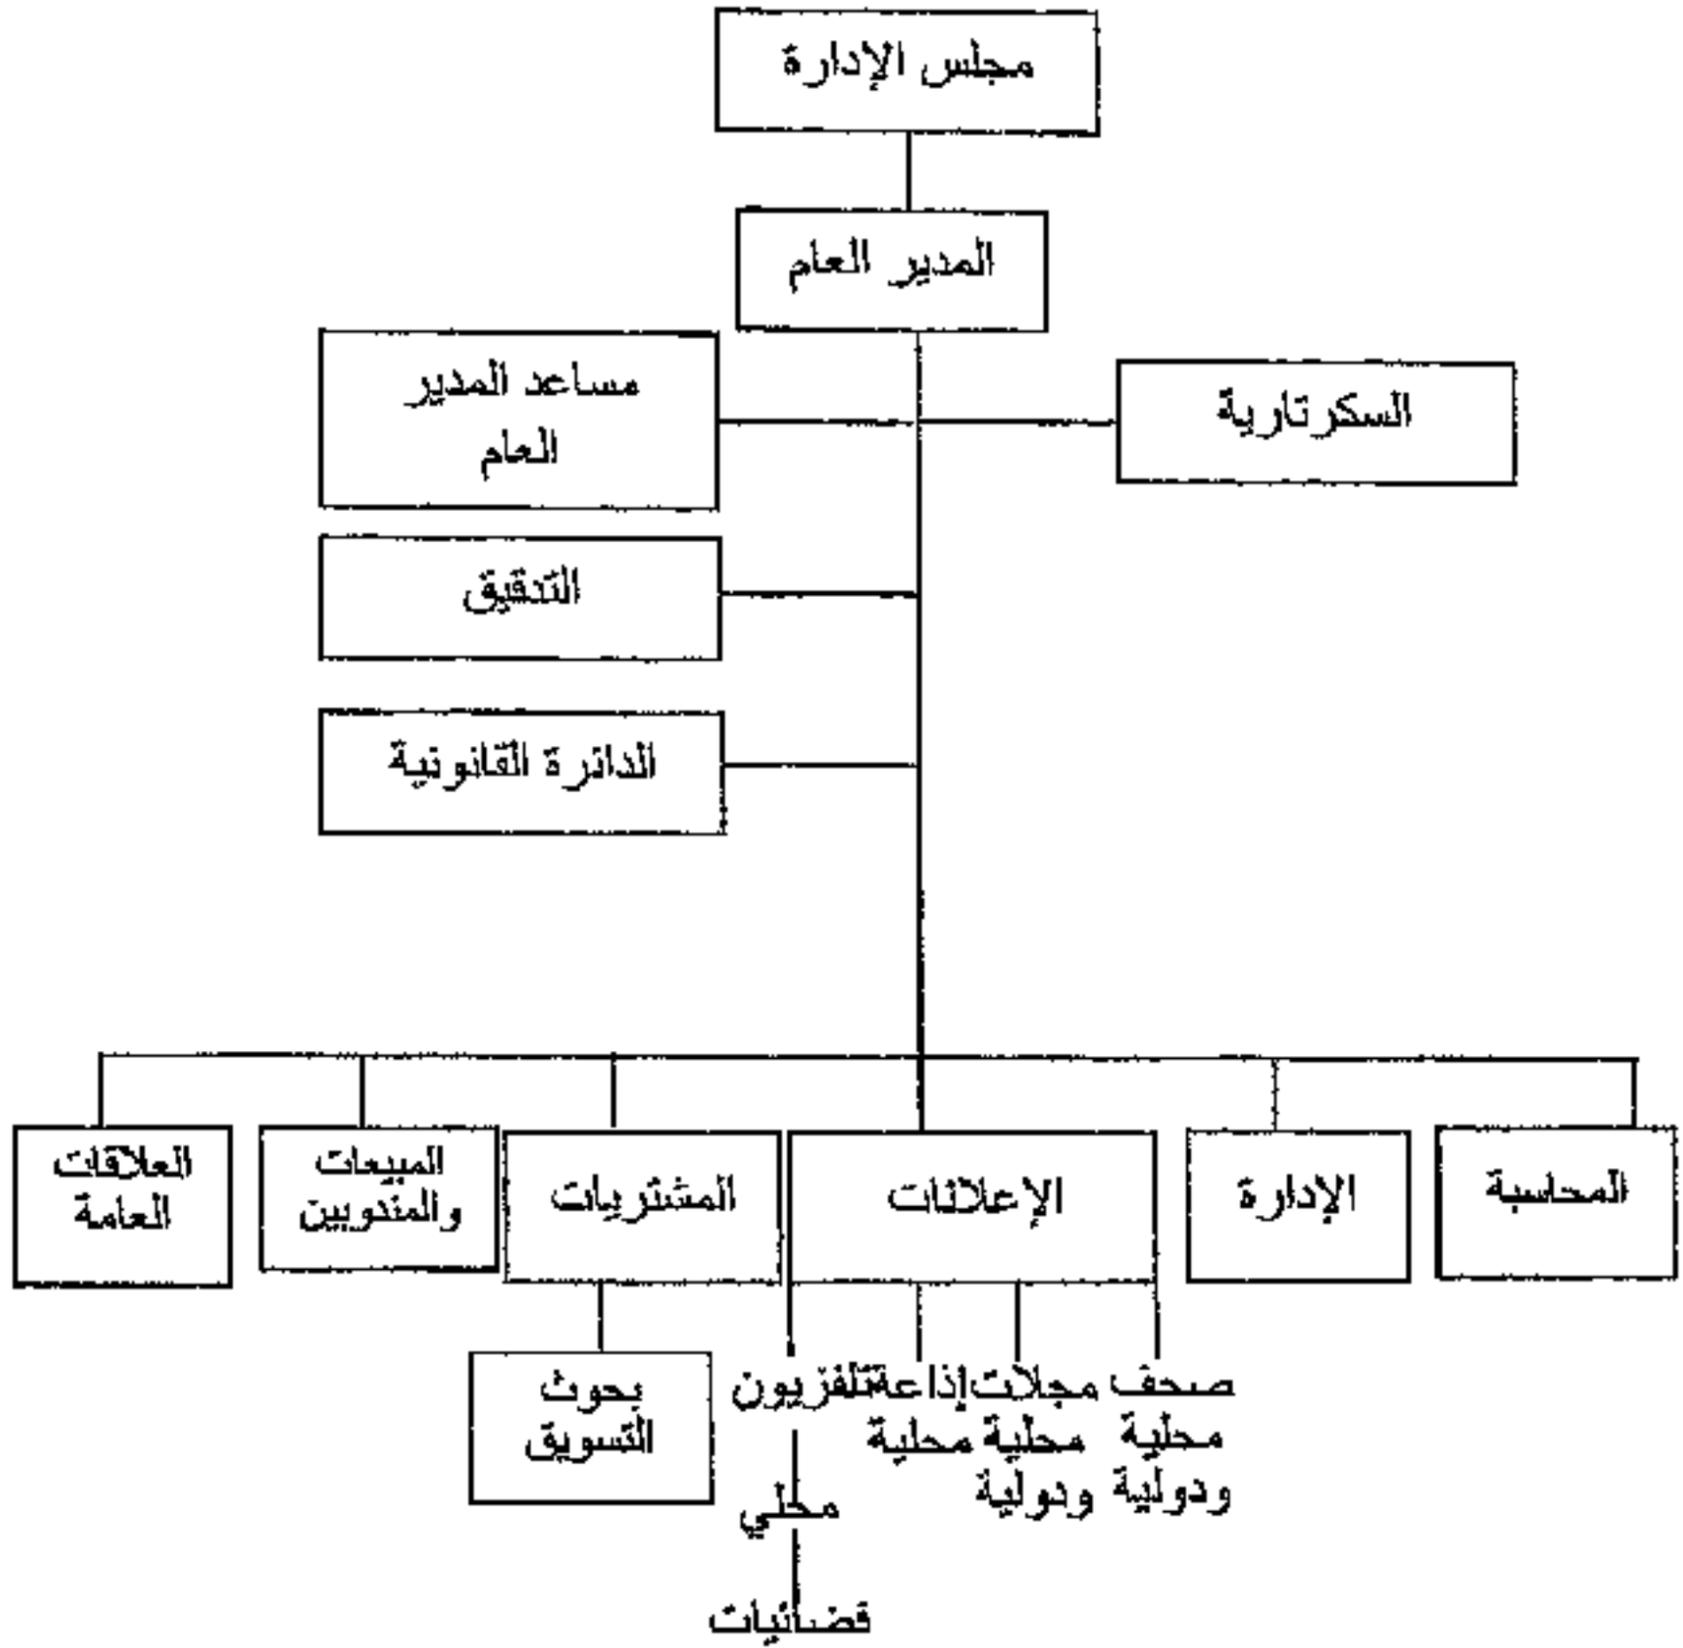 مجلس الإدارة
المدير العام
السكرتارية
مساعد المدير
العام
التدقيق
الدائرة القانونية
المحاسبة
الإدارة
الإعلانات
المشتريات
المبيعات
والمندوبين
العلاقات
العامة
صحف
محلية
ودولية
مجلات
محلية
ودولية
إذاعة
محلية
تلفزيون
محلي
فضائيات
بحوث
التسويق